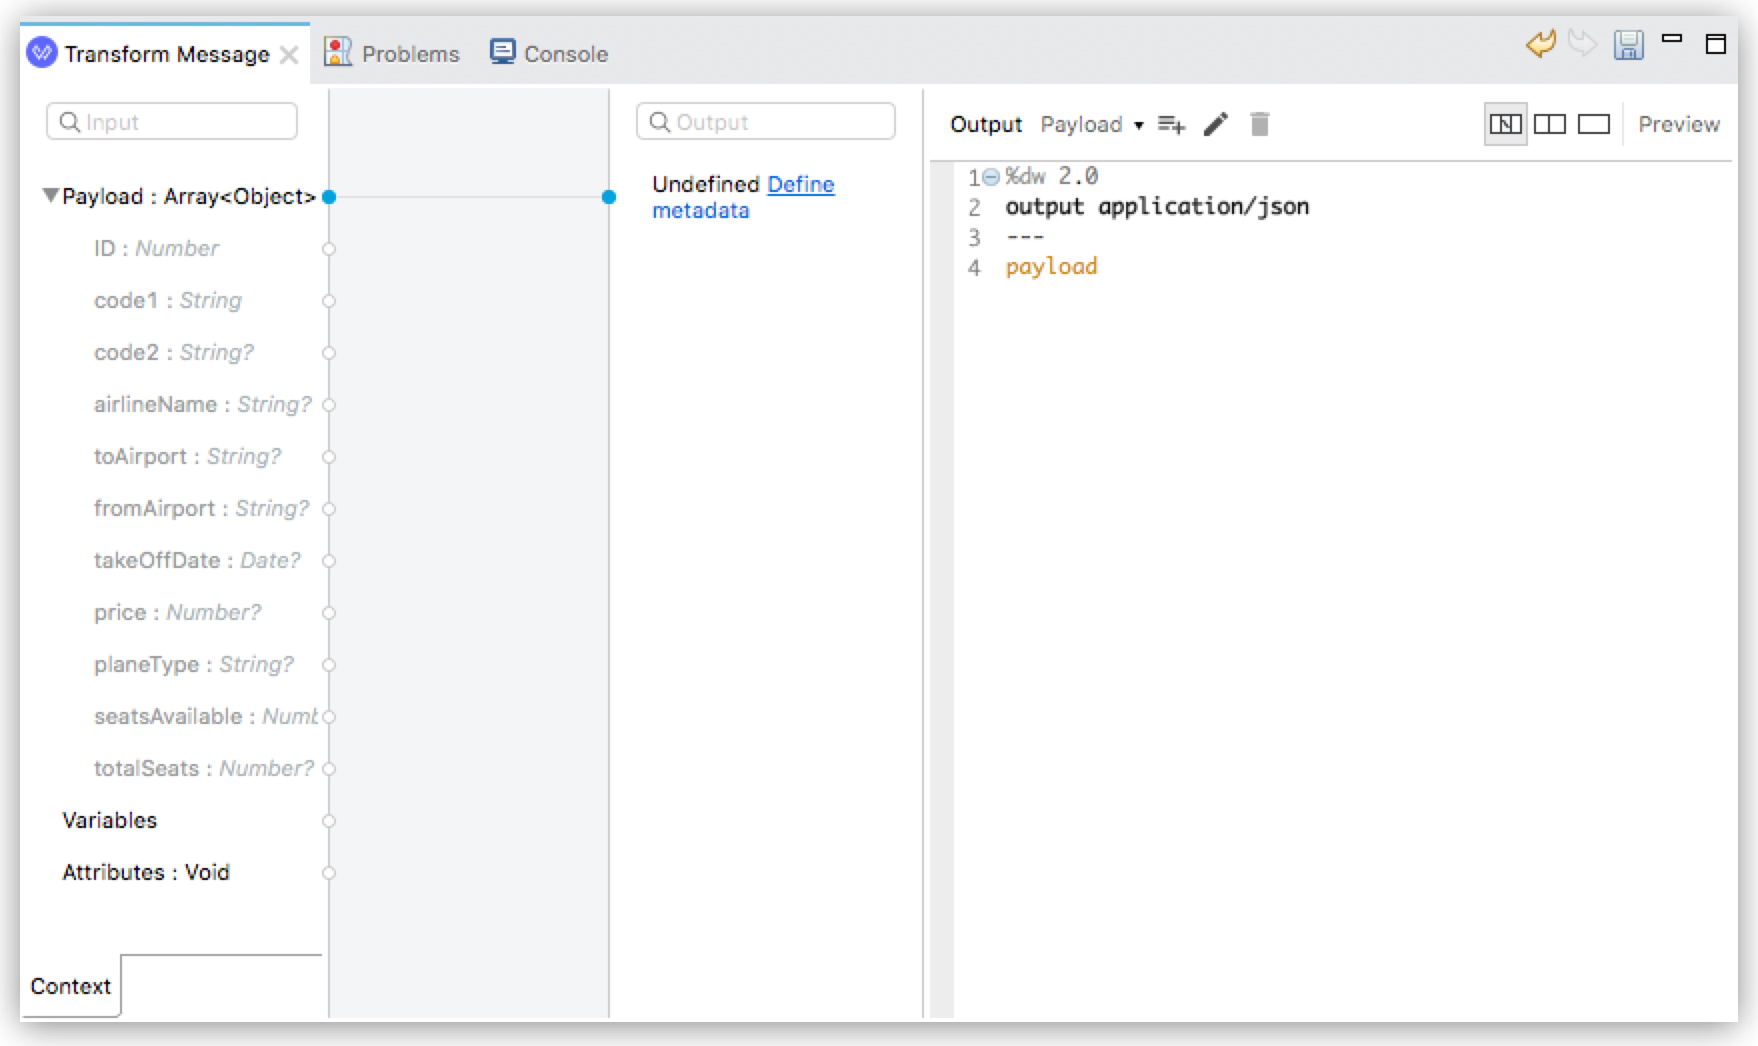 Transform Message
Problems
Console
Input
Payload : Array<Object>
ID : Number
code1 : String
code2 : String?
airlineName : String?
toAirport : String?
fromAirport : String?
takeOffDate : Date?
price : Number?
planeType : String?
seatsAvailable : Numb
totalSeats : Number?
Variables
Attributes : Void
Context
Output
Undefined Define
metadata
Output Payload
Preview
1 %dw 2.0
2 output application/json
3 ---
4 payload